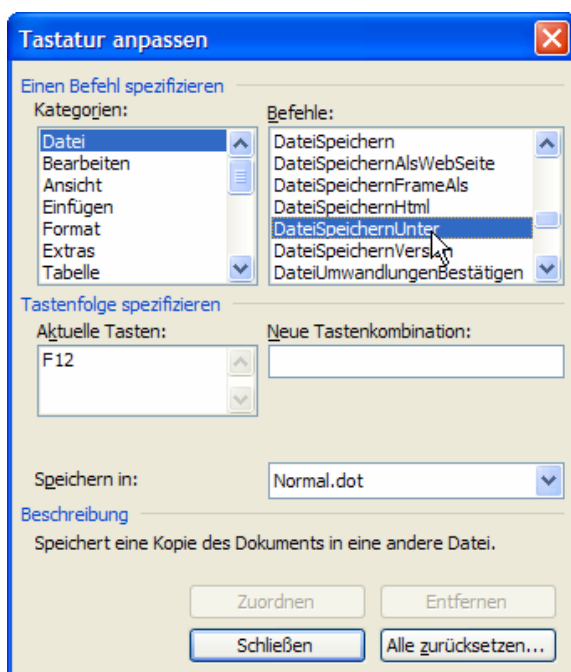 Tastatur anpassen
Einen Befehl spezifizieren
Kategorien:
Datei
Bearbeiten
Ansicht
Einfügen
Format
Extras
Tabelle
Befehle:
DateiSpeichern
DateiSpeichernAlsWebSeite
DateiSpeichernFrameAls
DateiSpeichernHtml
DateiSpeichernUnter
DateiSpeichernVersion
DateiUmwandlungenBestätigen
Tastenfolge spezifizieren
Aktuelle Tasten:
F12
Neue Tastenkombination:
Speichern in:
Normal.dot
Beschreibung
Speichert eine Kopie des Dokuments in eine andere Datei.
Zuordnen
Entfernen
Schließen
Alle zurücksetzen...